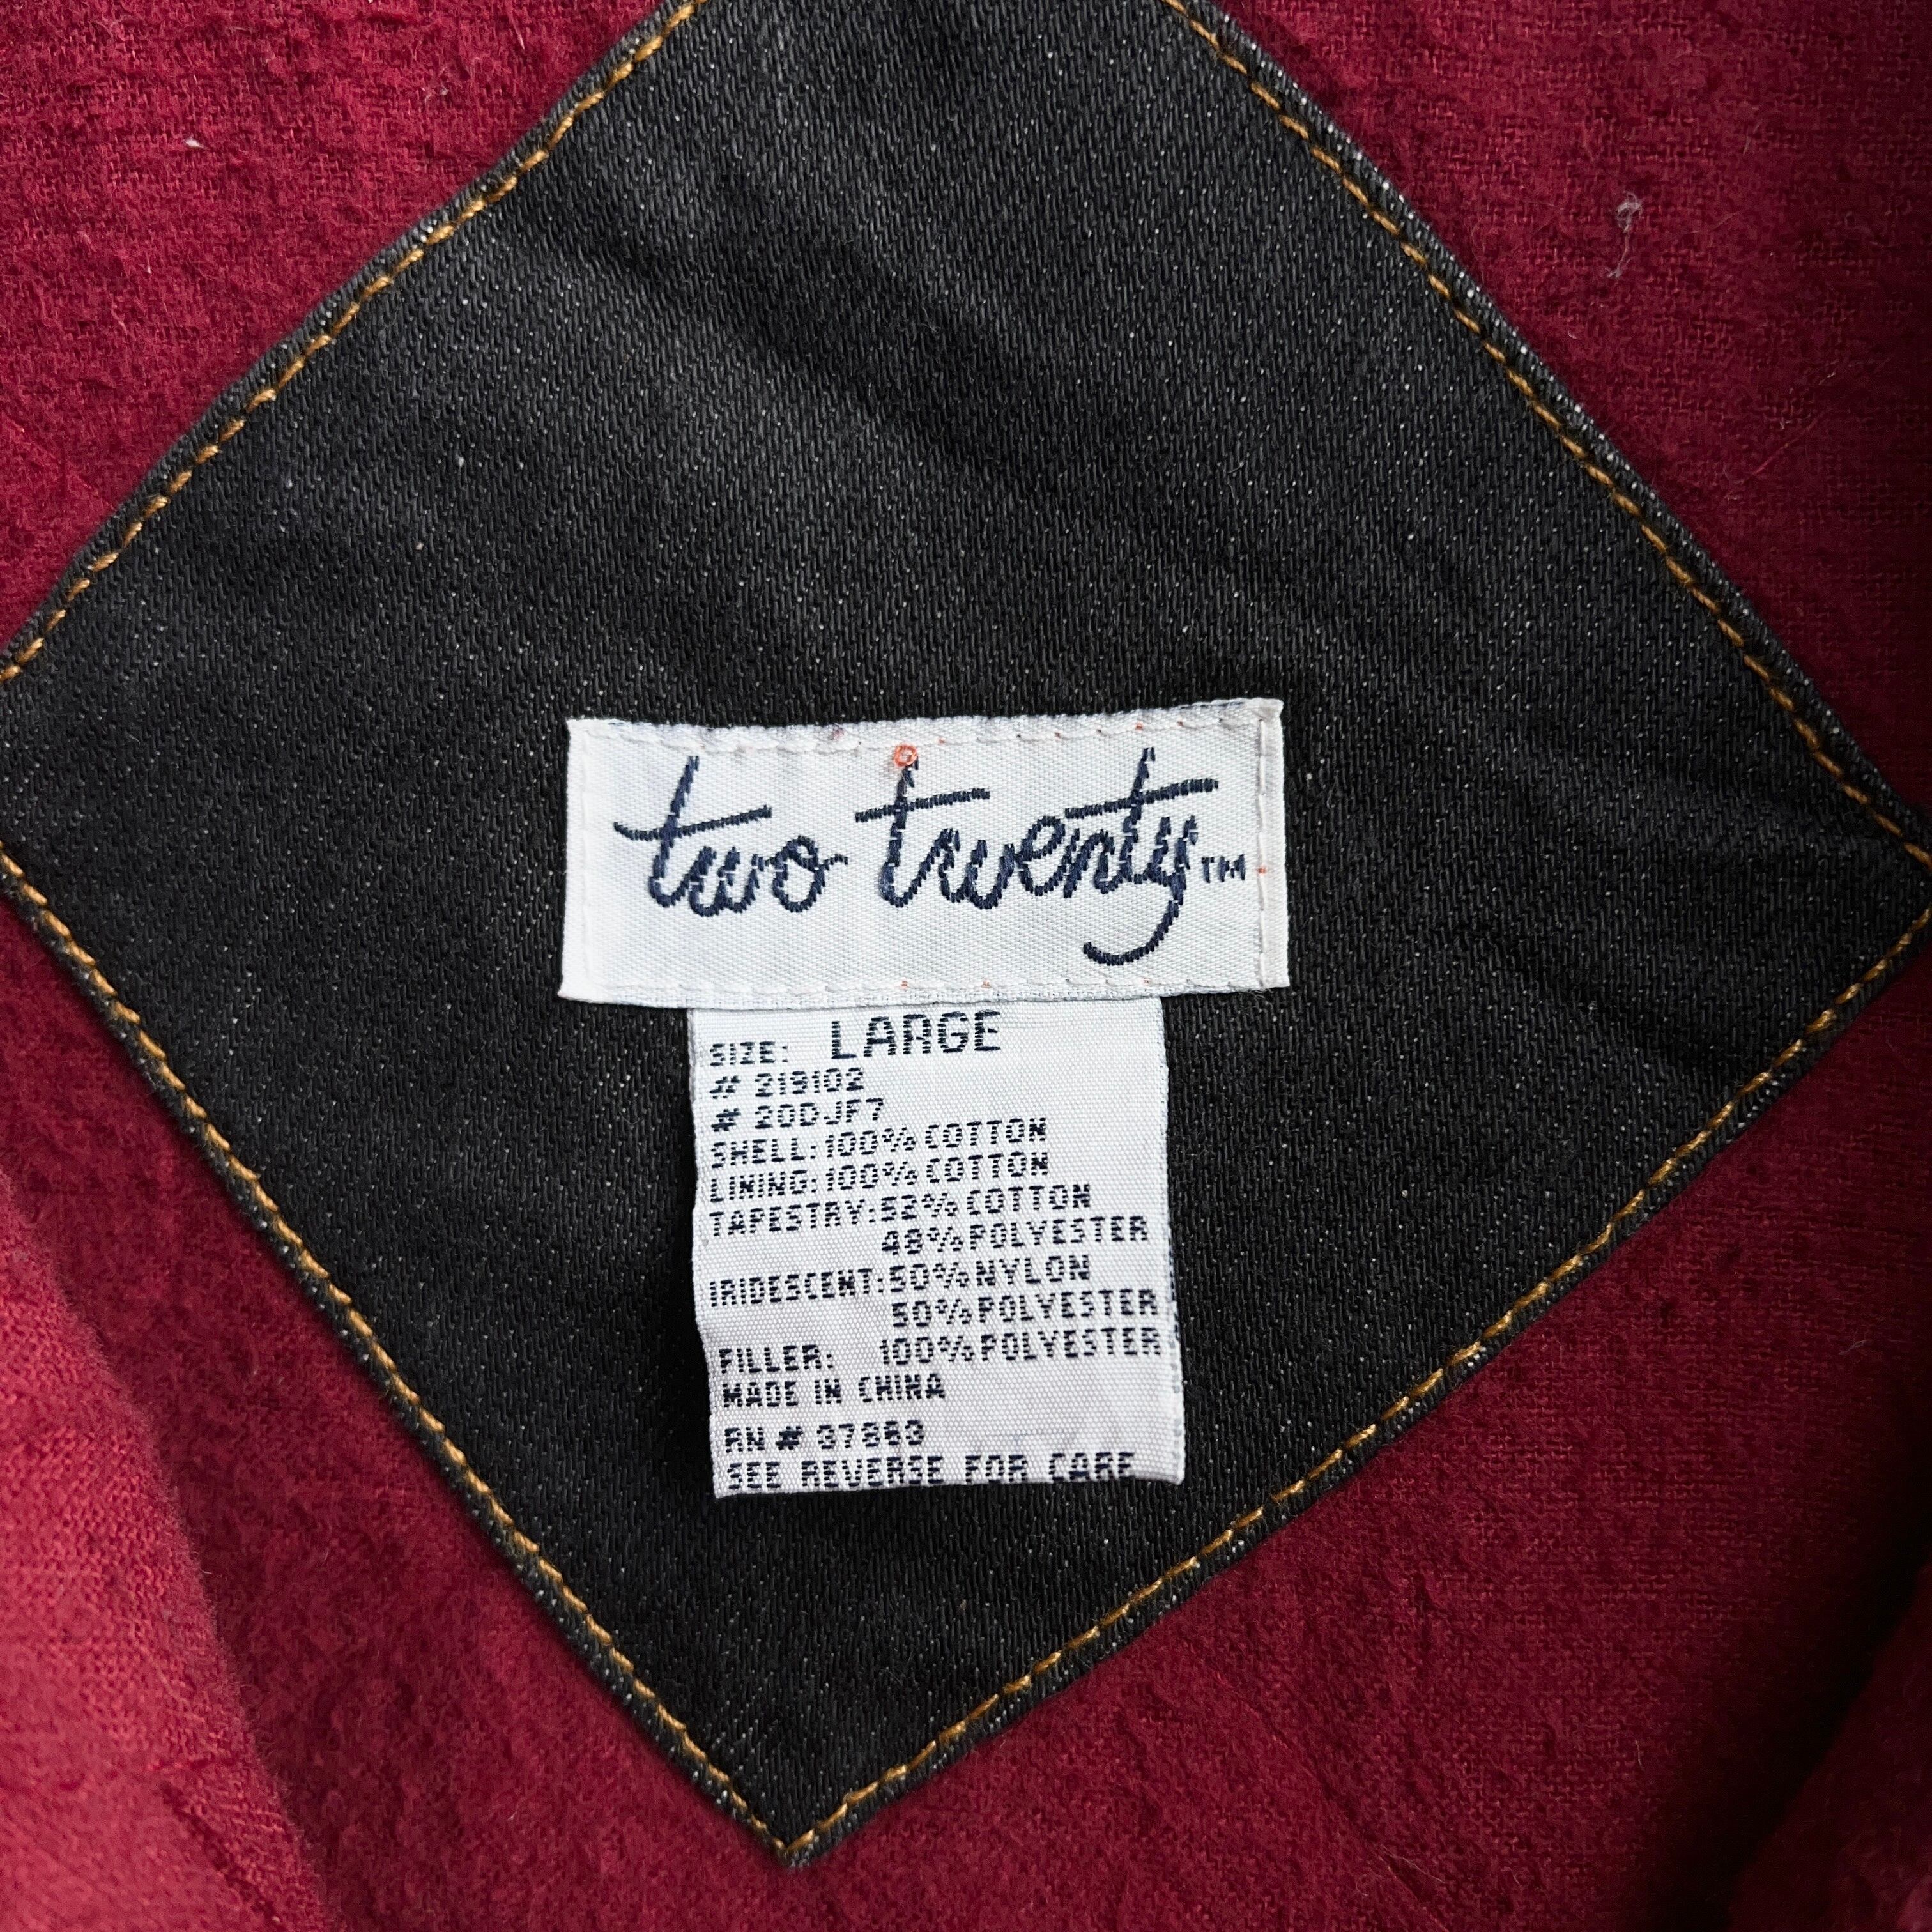 two twenty™
SIZE: LARGE
# 219102
# 20DJF7
SHELL: 100% COTTON
LINING: 100% COTTON
TAPESTRY: 52% COTTON
48% POLYESTER
IRIDESCENT: 50% NYLON
50% POLYESTER
FILLER: 100% POLYESTER
MADE IN CHINA
RN # 37883
SEE REVERSE FOR CARE